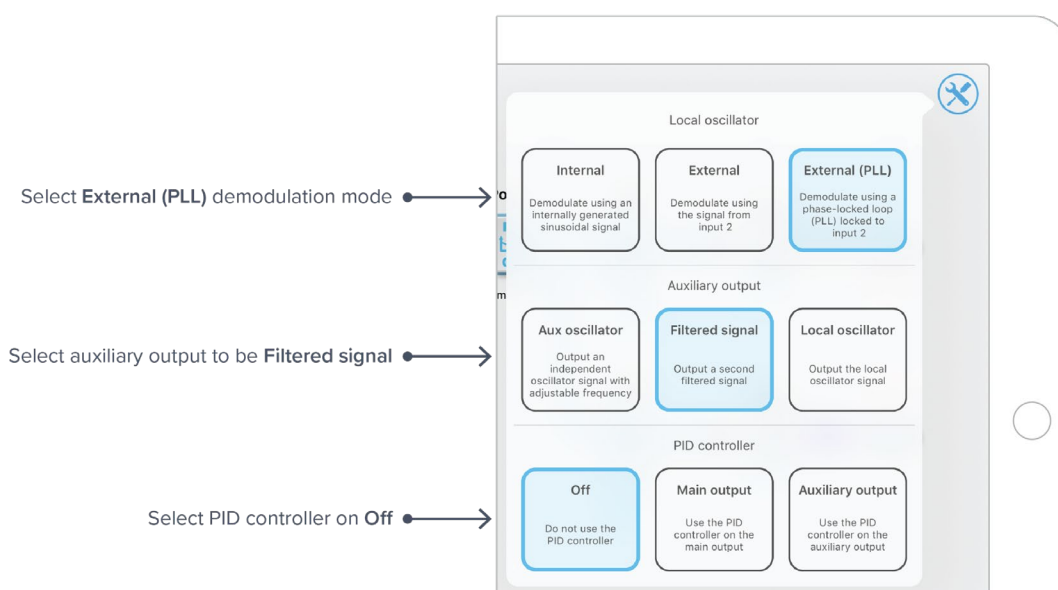 Local oscillator
Select External (PLL) demodulation mode
Internal
Demodulate using an
internally generated
sinusoidal signal
External
Demodulate using
the signal from
input 2
External (PLL)
Demodulate using a
phase-locked loop
(PLL) locked to
input 2
Auxiliary output
Select auxiliary output to be Filtered signal
Aux oscillator
Output an
independent
oscillator signal with
adjustable frequency
Filtered signal
Output a second
filtered signal
Local oscillator
Output the local
oscillator signal
PID controller
Select PID controller on Off
Off
Do not use the
PID controller
Main output
Use the PID
controller on the
main output
Auxiliary output
Use the PID
controller on the
auxiliary output